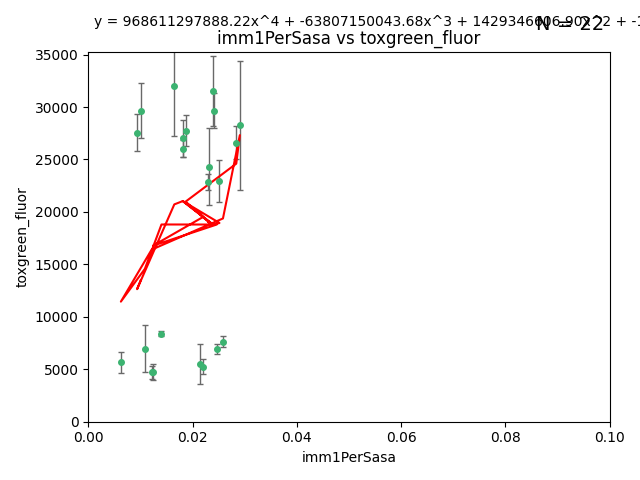 y = 968611297888.22x^4 + -63807150043.68x^3 + 1429346606.90x^2 + -1
N = 22
imm1PerSasa vs toxgreen_fluor
35000
30000
25000
20000
15000
10000
5000
0
toxgreen_fluor
0.00 0.02 0.04 0.06 0.08 0.10
imm1PerSasa